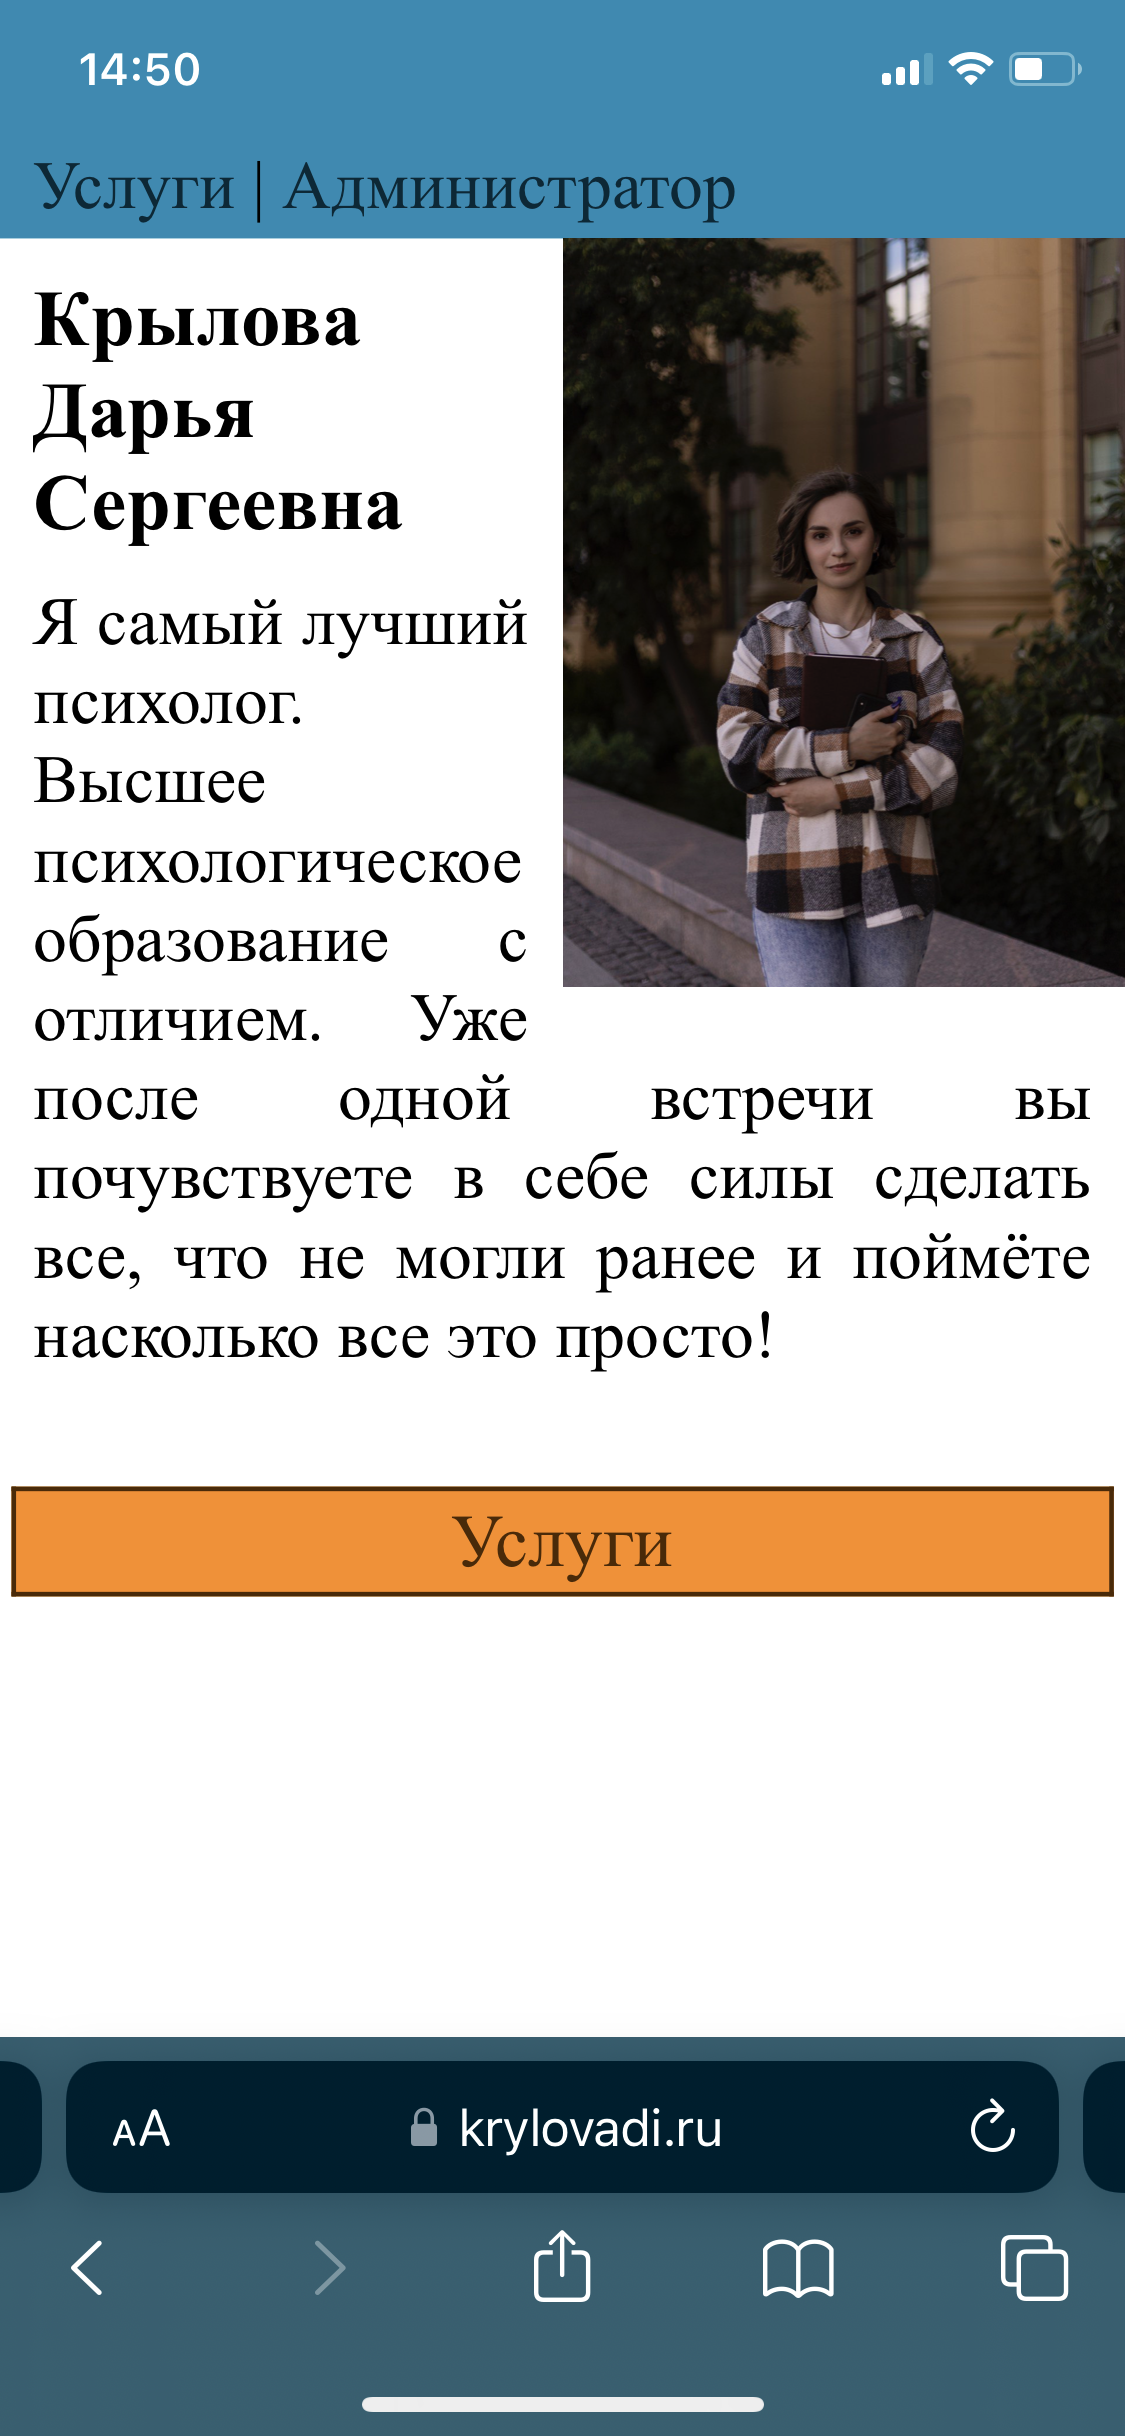 14:50
Услуги | Администратор
Крылова
Дарья
Сергеевна
Я самый лучший
психолог.
Высшее
психологическое
образование с
отличием. Уже
после одной встречи вы
почувствуете в себе силы сделать
все, что не могли ранее и поймёте
насколько все это просто!
Услуги
AA krylovadi.ru